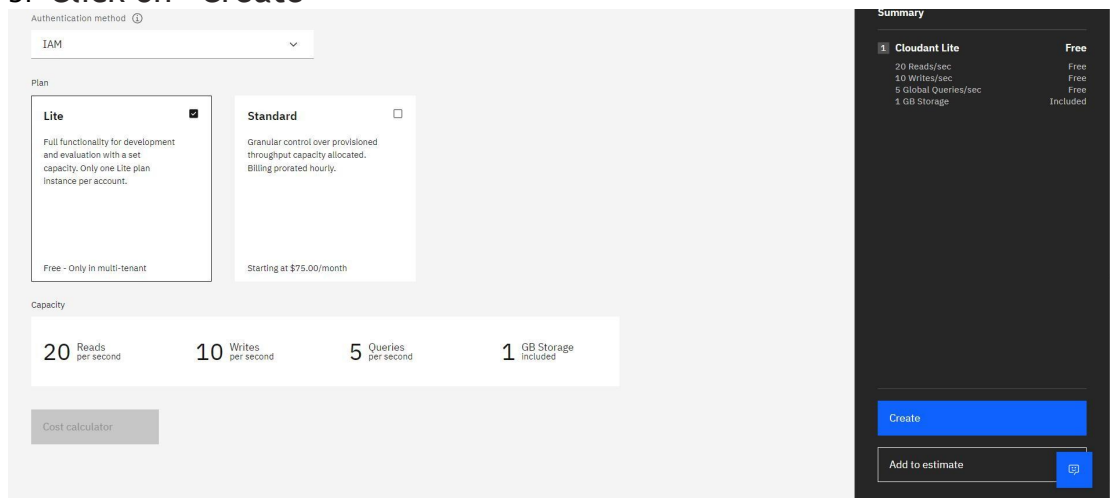 Click on "Create"
Authentication method
IAM
Plan
Lite
Full functionality for development
and evaluation with a set
capacity. Only one Lite plan
instance per account.
Free - Only in multi-tenant
Standard
Granular control over provisioned
throughput capacity allocated.
Billing prorated hourly.
Starting at $75.00/month
Capacity
20 Reads per second
10 Writes per second
5 Queries per second
1 GB Storage included
Cost calculator
Summary
1 Cloudant Lite Free
20 Reads/sec Free
10 Writes/sec Free
5 Global Queries/sec Free
1 GB Storage Included
Create
Add to estimate